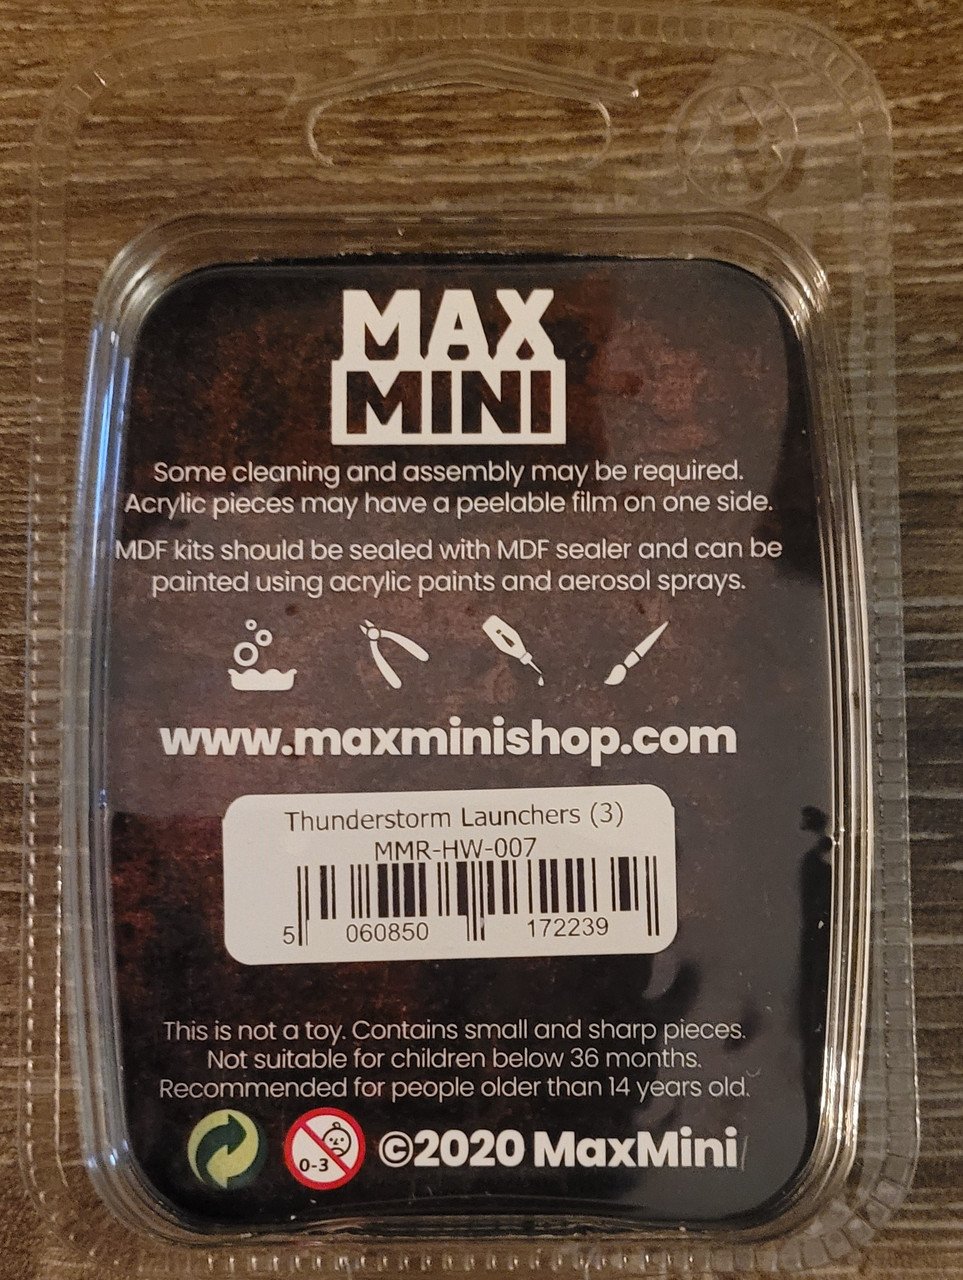 MAX
MINI
Some cleaning and assembly may be required.
Acrylic pieces may have a peelable film on one side.
MDF kits should be sealed with MDF sealer and can be
painted using acrylic paints and aerosol sprays.
www.maxminishop.com
Thunderstorm Launchers (3)
MMR-HW-007
5 060850 172239
This is not a toy. Contains small and sharp pieces.
Not suitable for children below 36 months.
Recommended for people older than 14 years old.
0-3
©2020 MaxMini